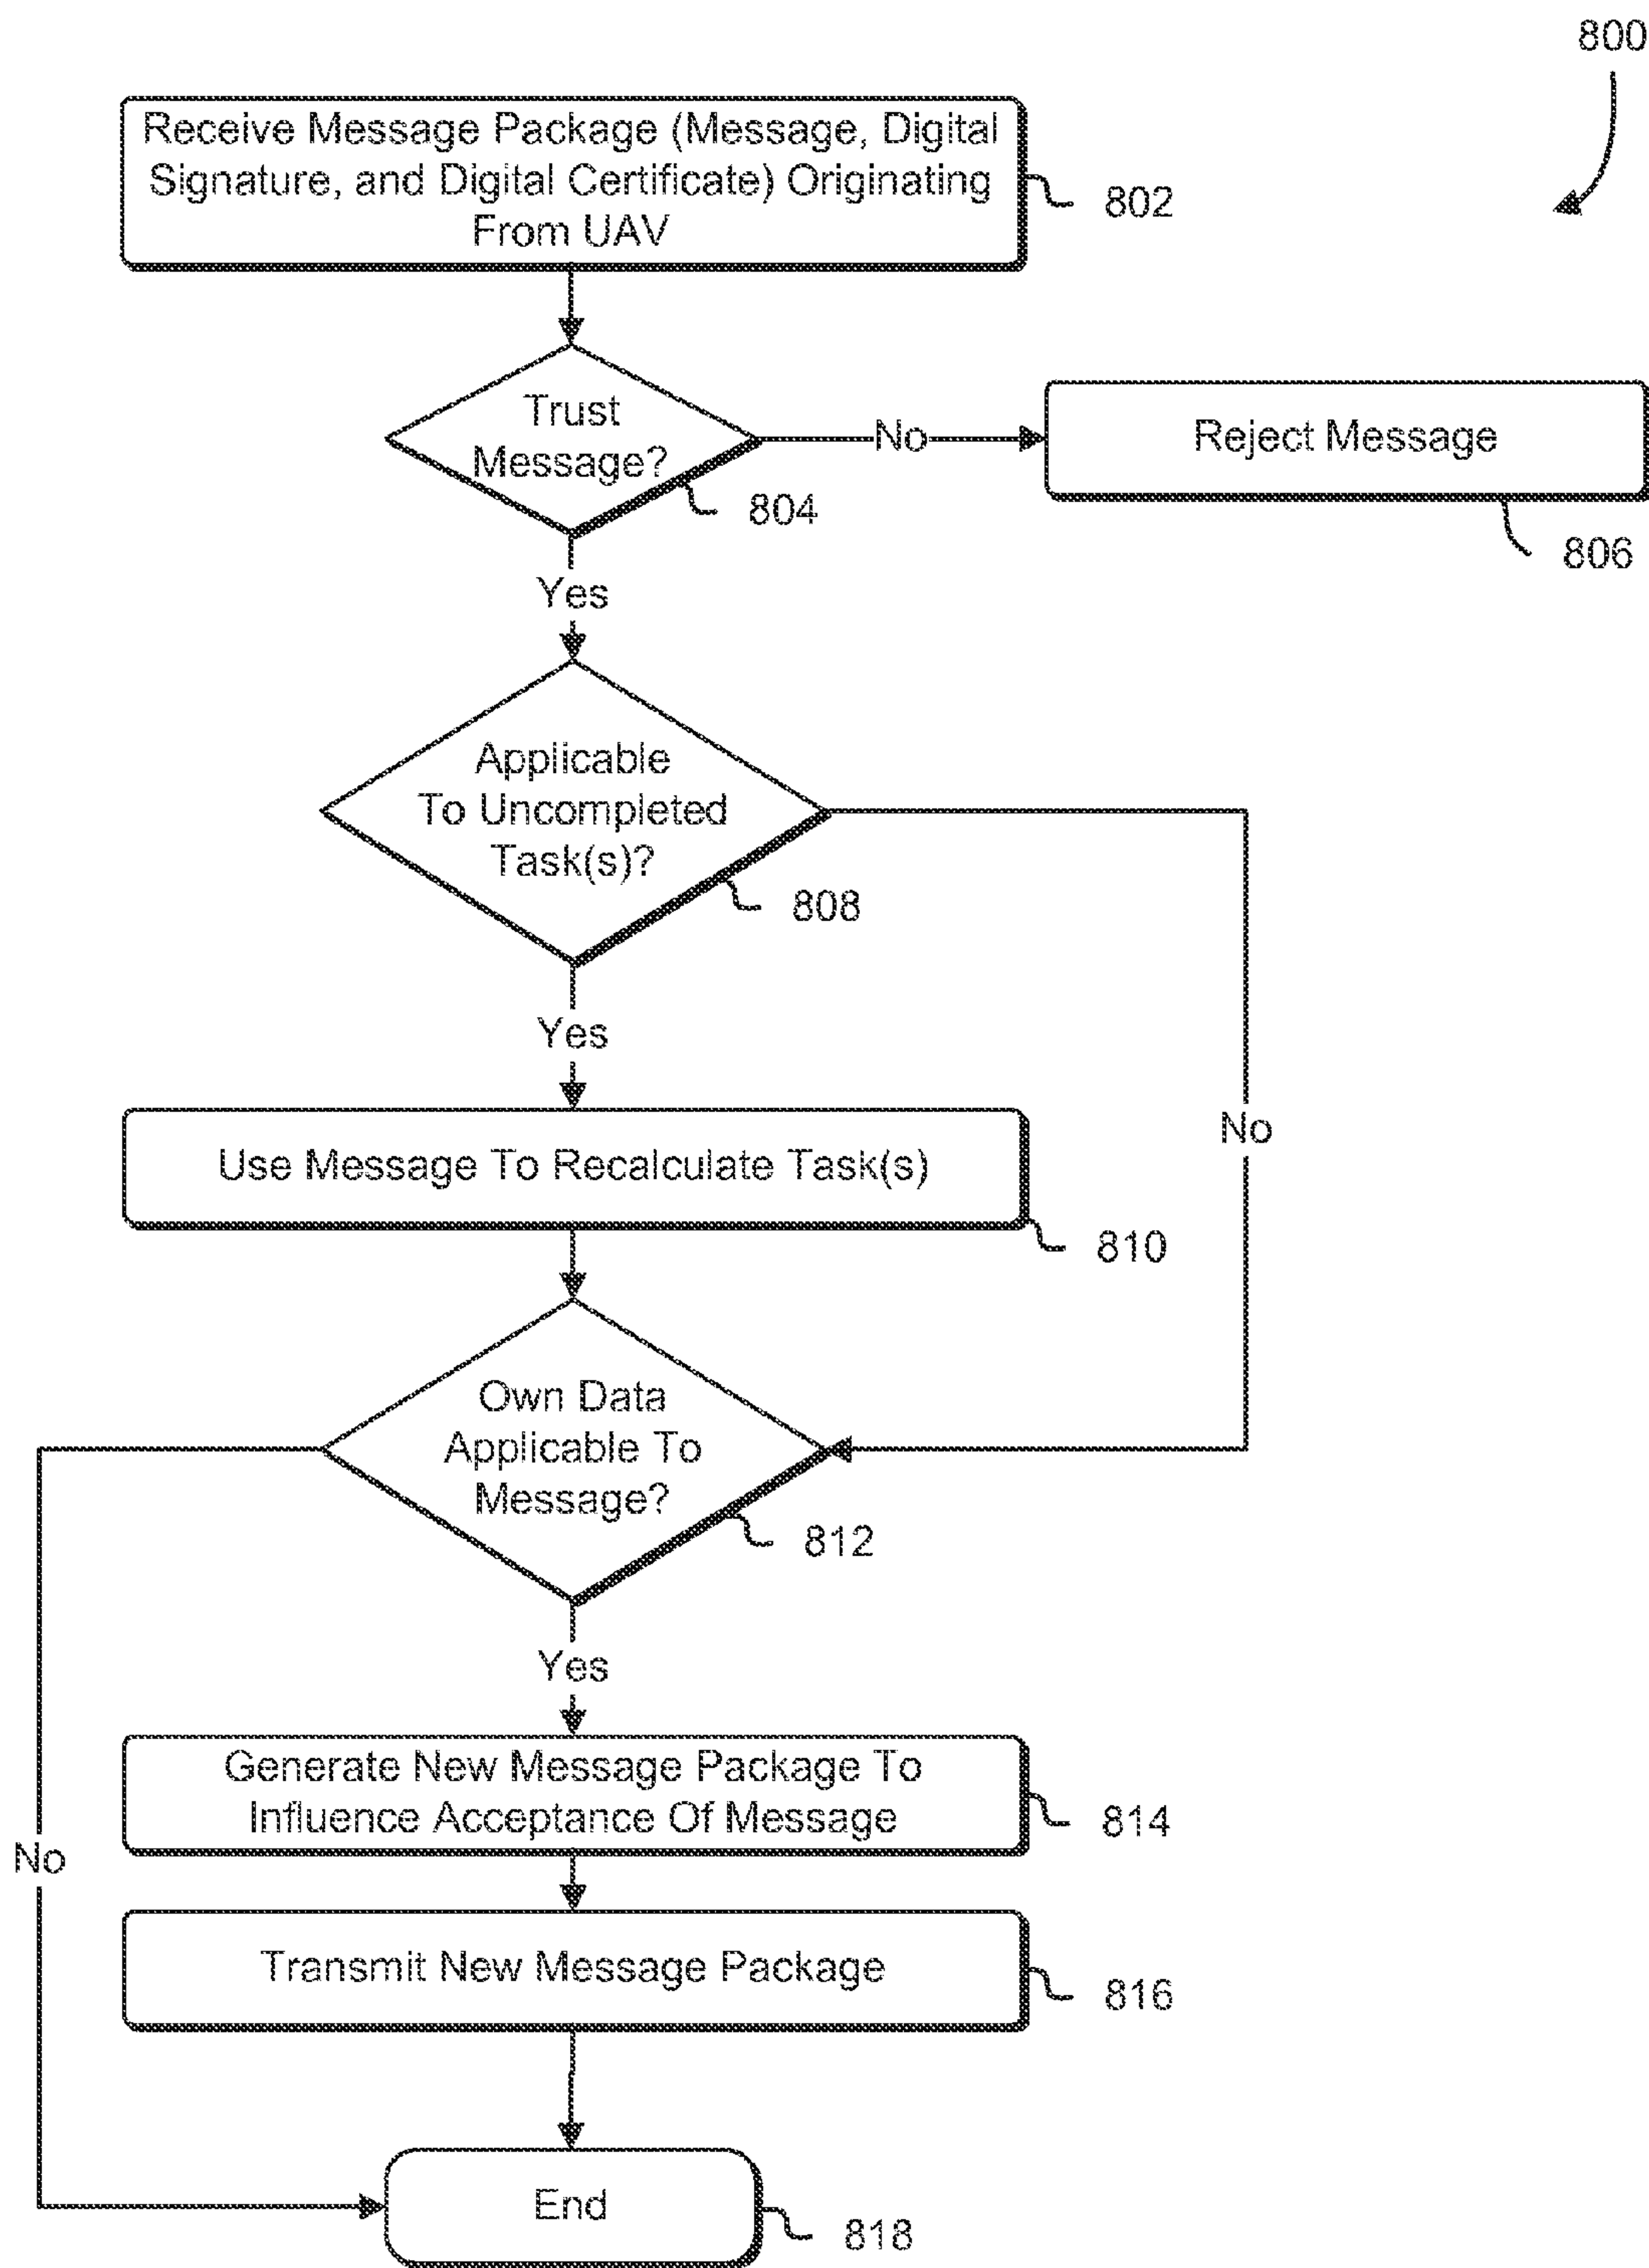 800
Receive Message Package (Message, Digital
Signature, and Digital Certificate) Originating
From UAV
802
Trust
Message?
804
No
Reject Message
806
Yes
Applicable
To Uncompleted
Task(s)?
808
Yes
No
Use Message To Recalculate Task(s)
810
Own Data
Applicable To
Message?
812
Yes
No
Generate New Message Package To
Influence Acceptance Of Message
814
Transmit New Message Package
816
End
818